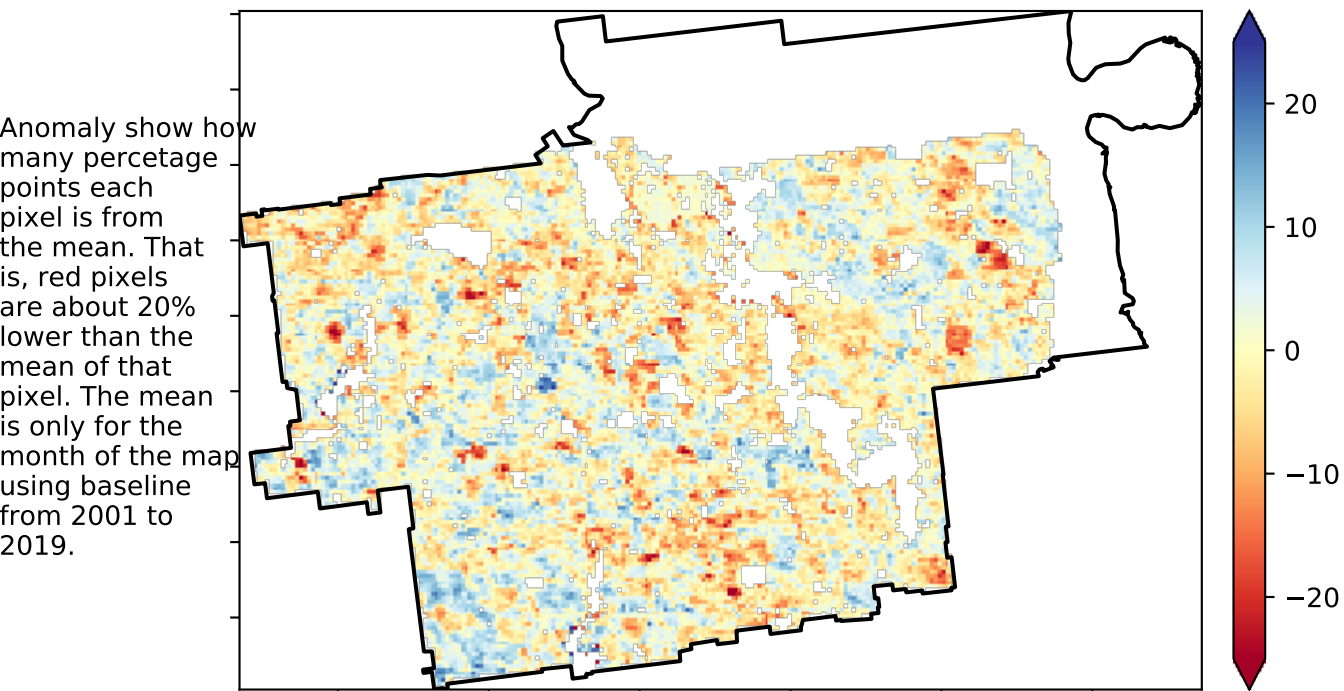 Anomaly show how
many percetage
points each
pixel is from
the mean. That
is, red pixels
are about 20%
lower than the
mean of that
pixel. The mean
is only for the
month of the map
using baseline
from 2001 to
2019.
20
10
0
−10
−20